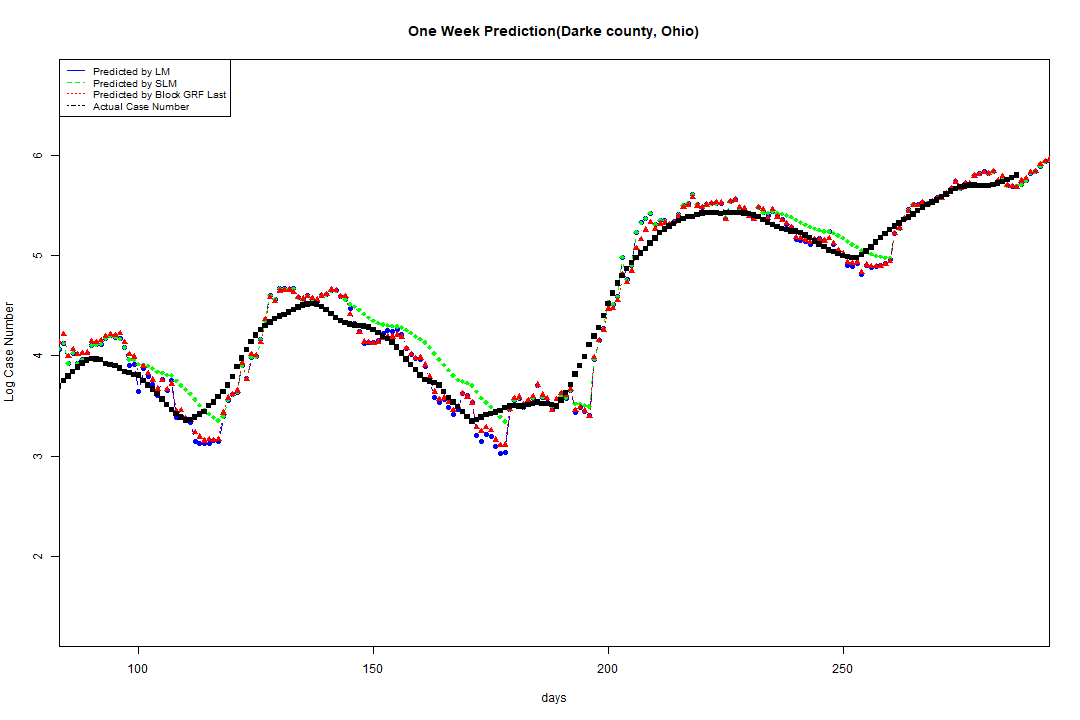 One Week Prediction(Darke county, Ohio)
Predicted by LM
Predicted by SLM
Predicted by Block GRF Last
Actual Case Number
6
5
4
3
2
Log Case Number
100 150 200 250
days